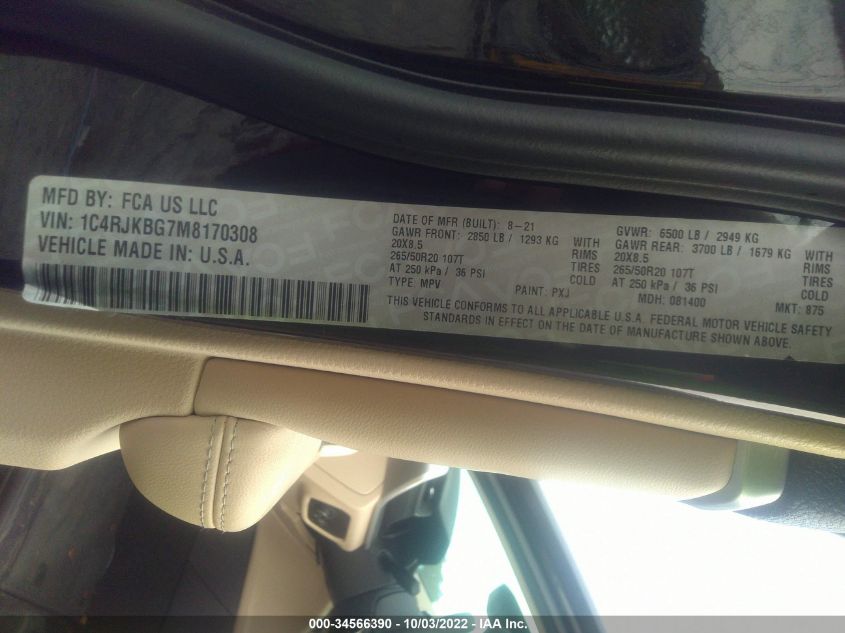 MFD BY: FCA US LLC
VIN: 1C4RJKBG7M8170308
VEHICLE MADE IN: U.S.A.
DATE OF MFR (BUILT): 8-21
GAWR FRONT: 2850 LB / 1293 KG WITH
20X8.5 RIMS
265/50R20 107T TIRES
AT 250 kPa / 36 PSI COLD
TYPE: MPV
PAINT: PXJ
GVWR: 6500 LB / 2949 KG
GAWR REAR: 3700 LB / 1679 KG WITH
20X8.5 RIMS
265/50R20 107T TIRES
AT 250 kPa / 36 PSI COLD
MDH: 081400
MKT: 875
THIS VEHICLE CONFORMS TO ALL APPLICABLE U.S.A. FEDERAL MOTOR VEHICLE SAFETY
STANDARDS IN EFFECT ON THE DATE OF MANUFACTURE SHOWN ABOVE.
000-34566390 - 10/03/2022 - IAA Inc.